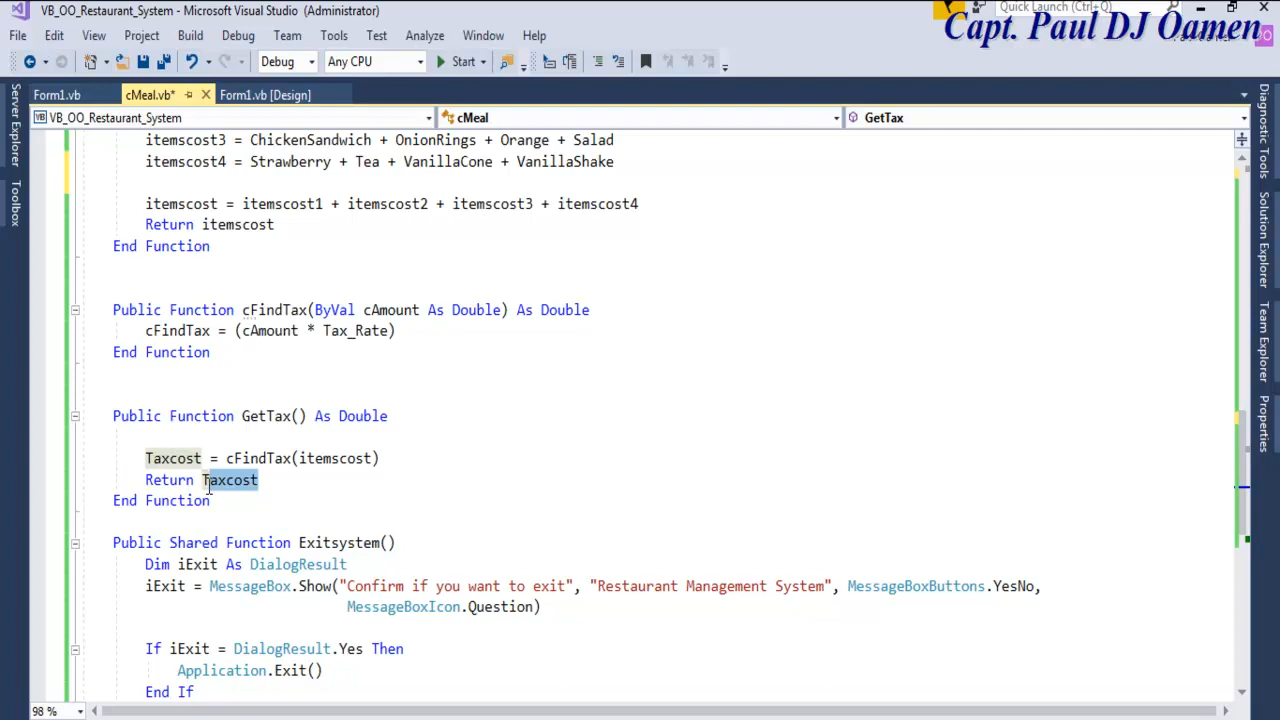 VB_OO_Restaurant_System - Microsoft Visual Studio (Administrator)
Quick Launch (Ctrl+Q)
Capt. Paul DJ Oamen
File Edit View Project Build Debug Team Tools Test Analyze Window Help
Debug Any CPU Start
Form1.vb cMeal.vb* Form1.vb [Design]
VB_OO_Restaurant_System cMeal GetTax
Server Explorer
Toolbox
itemscost3 = ChickenSandwich + OnionRings + Orange + Salad
itemscost4 = Strawberry + Tea + VanillaCone + VanillaShake
itemscost = itemscost1 + itemscost2 + itemscost3 + itemscost4
Return itemscost
End Function
Public Function cFindTax(ByVal cAmount As Double) As Double
cFindTax = (cAmount * Tax_Rate)
End Function
Public Function GetTax() As Double
Taxcost = cFindTax(itemscost)
Return Taxcost
End Function
Public Shared Function Exitsystem()
Dim iExit As DialogResult
iExit = MessageBox.Show("Confirm if you want to exit", "Restaurant Management System", MessageBoxButtons.YesNo,
MessageBoxIcon.Question)
If iExit = DialogResult.Yes Then
Application.Exit()
End If
98 %
Diagnostic Tools
Solution Explorer
Team Explorer
Properties